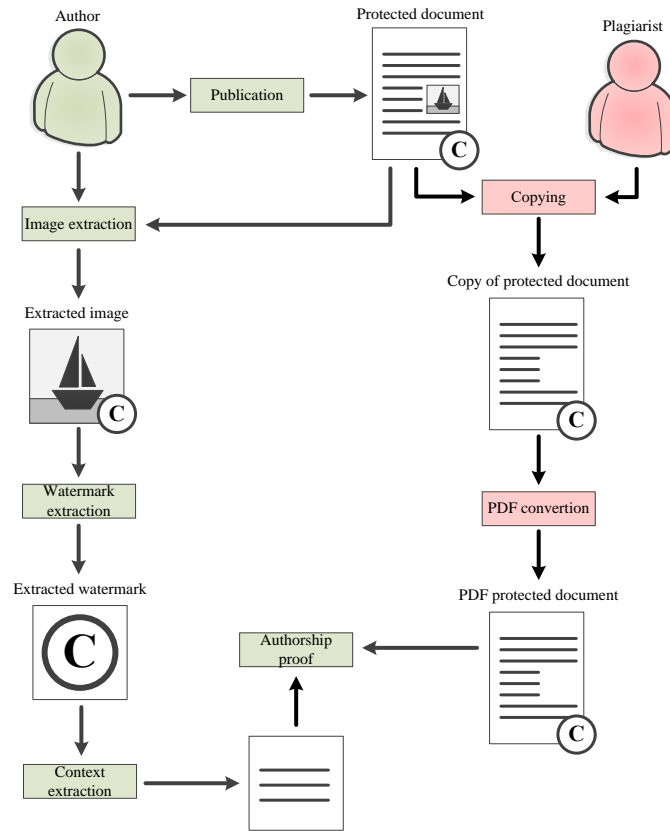 Author
Protected document
Plagiarist
Publication
C
Image extraction
Copying
Extracted image
Copy of protected document
C
C
Watermark
extraction
PDF convertion
Extracted watermark
PDF protected document
C
Authorship
proof
C
Context
extraction